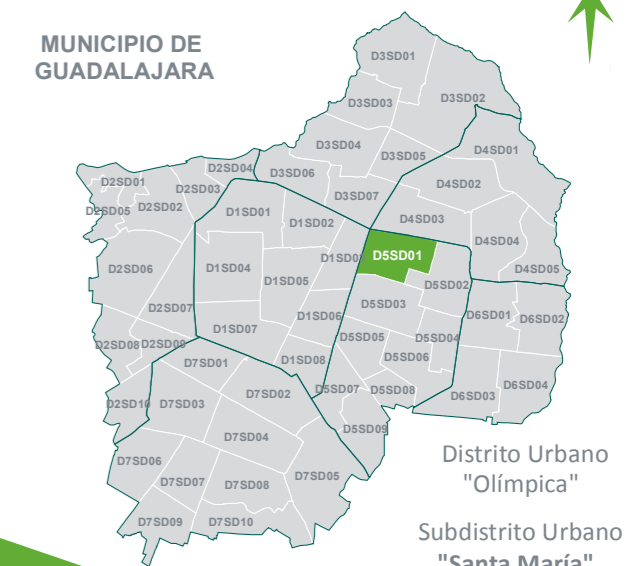 MUNICIPIO DE
GUADALAJARA
D3SD01
D3SD02
D3SD03
D3SD04
D3SD05
D4SD01
D2SD04
D3SD06
D2SD01
D2SD03
D4SD02
D3SD07
D2SD05
D2SD02
D1SD01
D1SD02
D4SD03
D4SD04
D1SD0
D5SD01
D2SD06
D1SD04
D4SD05
D1SD05
D5SD02
D2SD07
D5SD03
D1SD06
D6SD01
D6SD02
D1SD07
D5SD05
D5SD04
D2SD08
D2SD09
D7SD01
D1SD08
D5SD06
D6SD04
D7SD02
D5SD07
D5SD08
D6SD03
D2SD10
D7SD03
D5SD09
D7SD04
Distrito Urbano
"Olímpica"
D7SD06
D7SD07
D7SD08
D7SD05
D7SD09
D7SD10
Subdistrito Urbano
"Santa María"